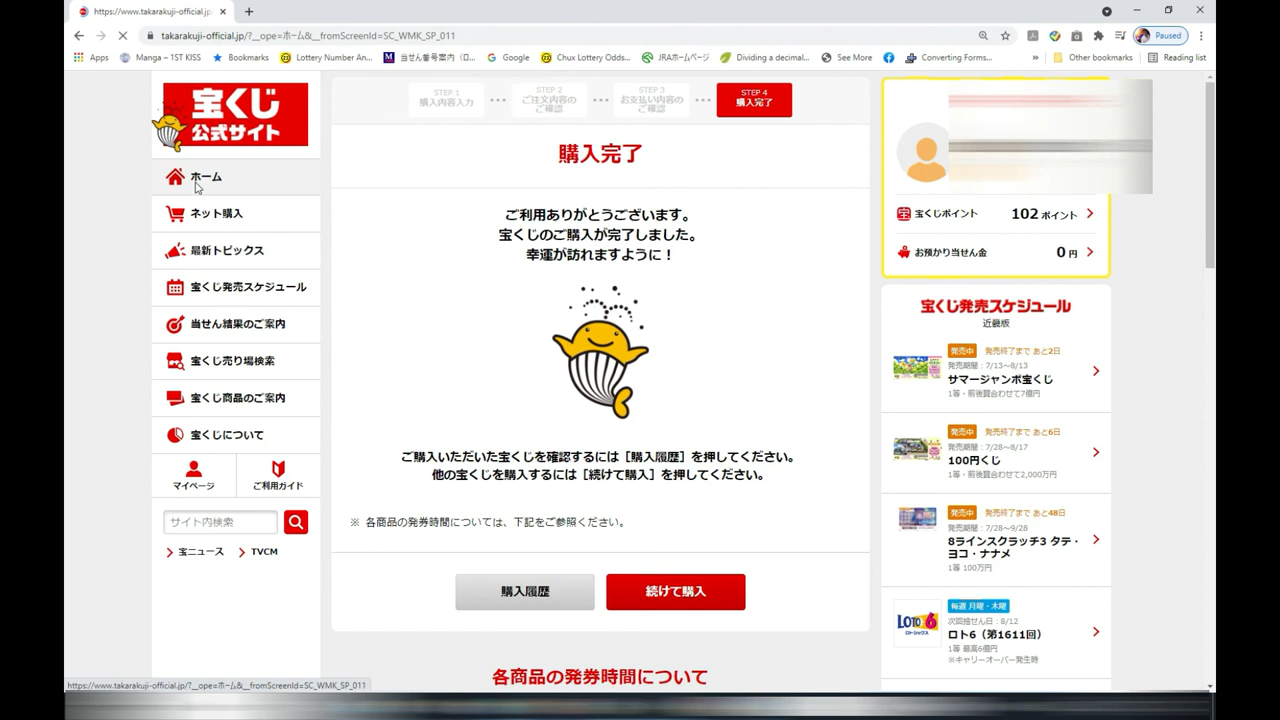 https://www.takarakuji-official.jp/
takarakuji-official.jp/?__ope=ホーム&__fromScreenId=SC_WMK_SP_011
Paused
Apps
Manga – 1ST KISS
Bookmarks
Lottery Number An...
当せん番号案内 (D...
Google
Chux Lottery Odds...
JRAホームページ
Dividing a decimal...
See More
Converting Forms...
»
Other bookmarks
Reading list
宝くじ
公式サイト
ホーム
ネット購入
最新トピックス
宝くじ発売スケジュール
当せん結果のご案内
宝くじ売り場検索
宝くじ商品のご案内
宝くじについて
マイページ
ご利用ガイド
サイト内検索
宝ニュース
TVCM
STEP 1
購入内容入力
STEP 2
ご注文内容の
ご確認
STEP 3
お支払い内容の
ご確認
STEP 4
購入完了
購入完了
ご利用ありがとうございます。
宝くじのご購入が完了しました。
幸運が訪れますように！
ご購入いただいた宝くじを確認するには［購入履歴］を押してください。
他の宝くじを購入するには［続けて購入］を押してください。
※ 各商品の発券時間については、下記をご参照ください。
購入履歴
続けて購入
各商品の発券時間について
宝くじポイント 102 ポイント
お預かり当せん金 0 円
宝くじ発売スケジュール
近畿版
発売中 発売終了まで あと2日
発売期間：7/13～8/13
サマージャンボ宝くじ
1等・前後賞合わせて7億円
発売中 発売終了まで あと6日
発売期間：7/28～8/17
100円くじ
1等・前後賞合わせて2,000万円
発売中 発売終了まで あと48日
発売期間：7/28～9/28
8ラインスクラッチ3 タテ・
ヨコ・ナナメ
1等 100万円
LOTO 6
ロトシックス
毎週 月曜・木曜
次回抽せん日：8/12
ロト6（第1611回）
1等 最高6億円
※キャリーオーバー発生時
https://www.takarakuji-official.jp/?__ope=ホーム&__fromScreenId=SC_WMK_SP_011